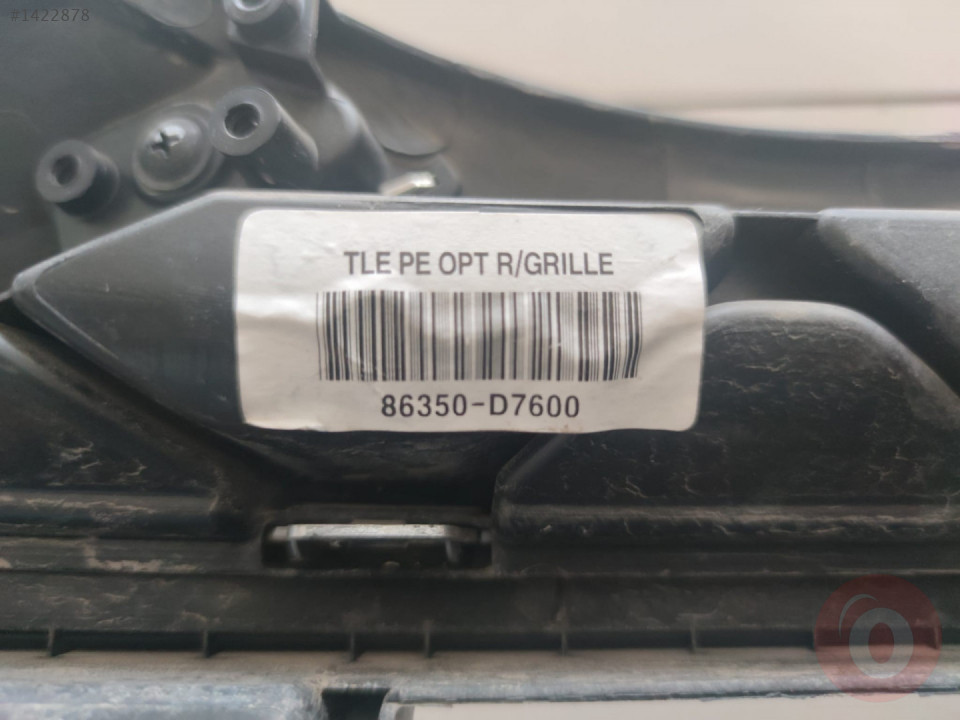 #1422878
TLE PE OPT R/GRILLE
86350-D7600